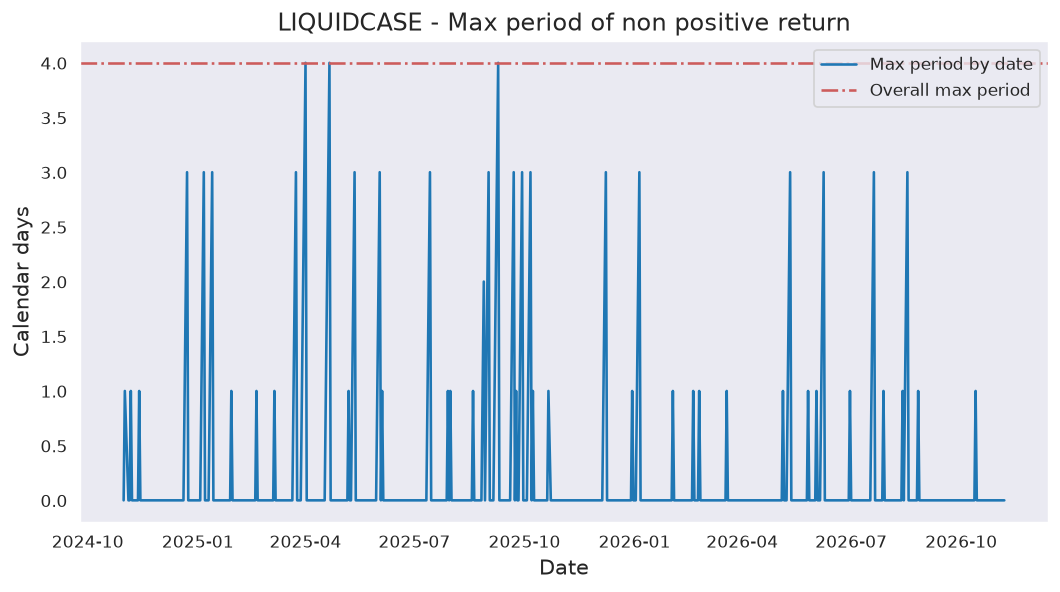 LIQUIDCASE - Max period of non positive return
Max period by date
Overall max period
Calendar days
4.0
3.5
3.0
2.5
2.0
1.5
1.0
0.5
0.0
2024-10 2025-01 2025-04 2025-07 2025-10 2026-01 2026-04 2026-07 2026-10
Date